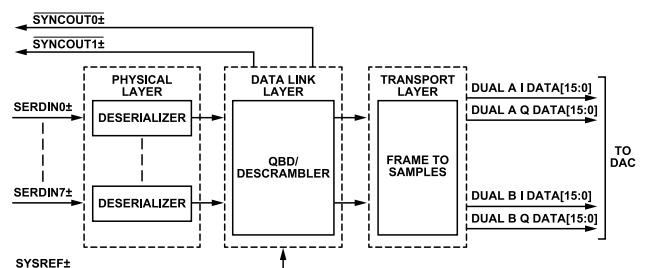 SYNCOUT0±
SYNCOUT1±
PHYSICAL
LAYER
DATA LINK
LAYER
TRANSPORT
LAYER
DUAL A I DATA[15:0]
DUAL A Q DATA[15:0]
SERDIN0±
DESERIALIZER
QBD/
DESCRAMBLER
FRAME TO
SAMPLES
TO
DAC
SERDIN7±
DESERIALIZER
DUAL B I DATA[15:0]
DUAL B Q DATA[15:0]
SYSREF±